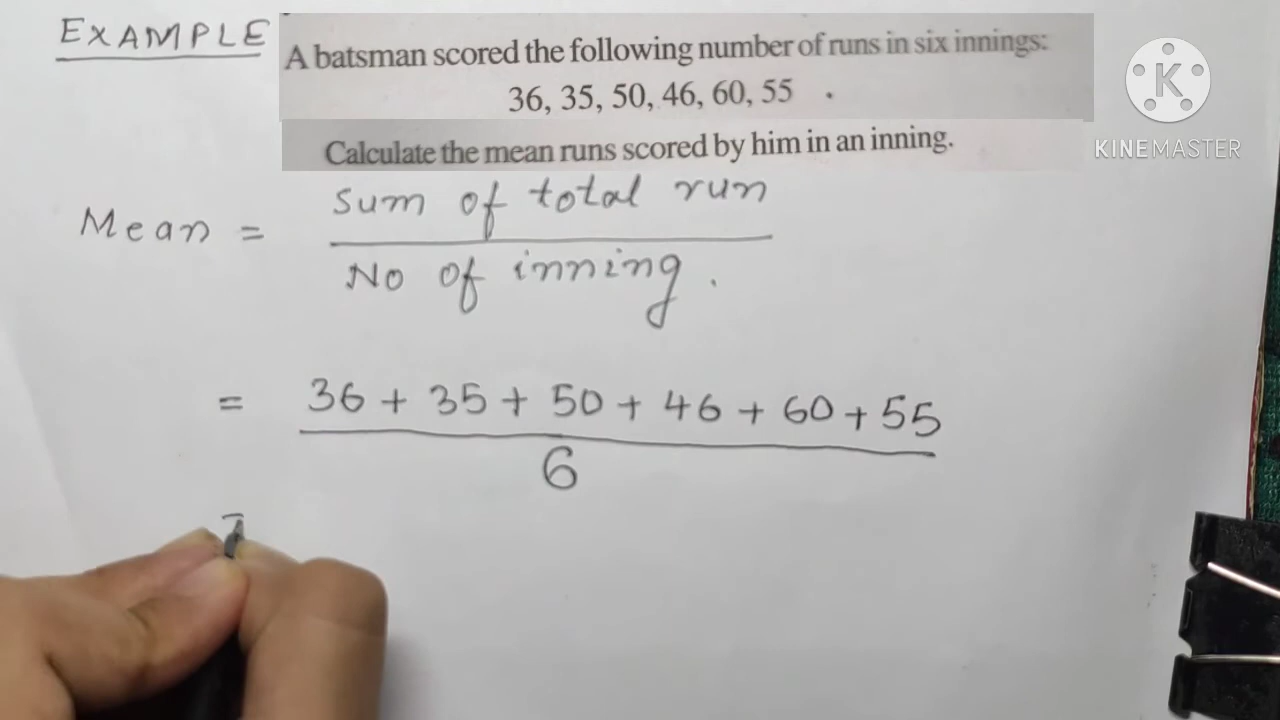 EXAMPLE
A batsman scored the following number of runs in six innings:
36, 35, 50, 46, 60, 55 .
Calculate the mean runs scored by him in an inning.
K
KINEMASTER
Mean = Sum of total run
No of inning.
= 36 + 35 + 50 + 46 + 60 + 55
6